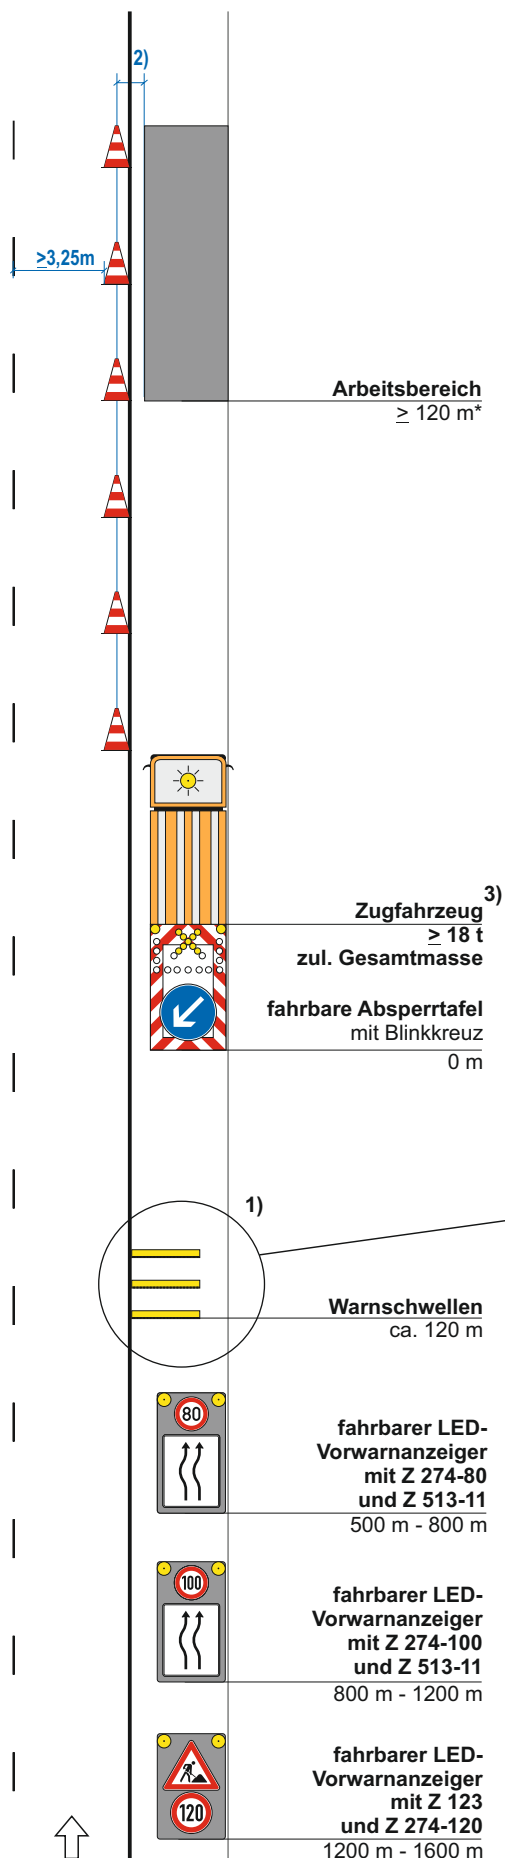 2)
≥3,25m
Arbeitsbereich
≥ 120 m*
3)
Zugfahrzeug
≥ 18 t
zul. Gesamtmasse
fahrbare Absperrtafel
mit Blinkkreuz
0 m
1)
Warnschwellen
ca. 120 m
80
fahrbarer LED-
Vorwarnanzeiger
mit Z 274-80
und Z 513-11
500 m - 800 m
100
fahrbarer LED-
Vorwarnanzeiger
mit Z 274-100
und Z 513-11
800 m - 1200 m
120
fahrbarer LED-
Vorwarnanzeiger
mit Z 123
und Z 274-120
1200 m - 1600 m